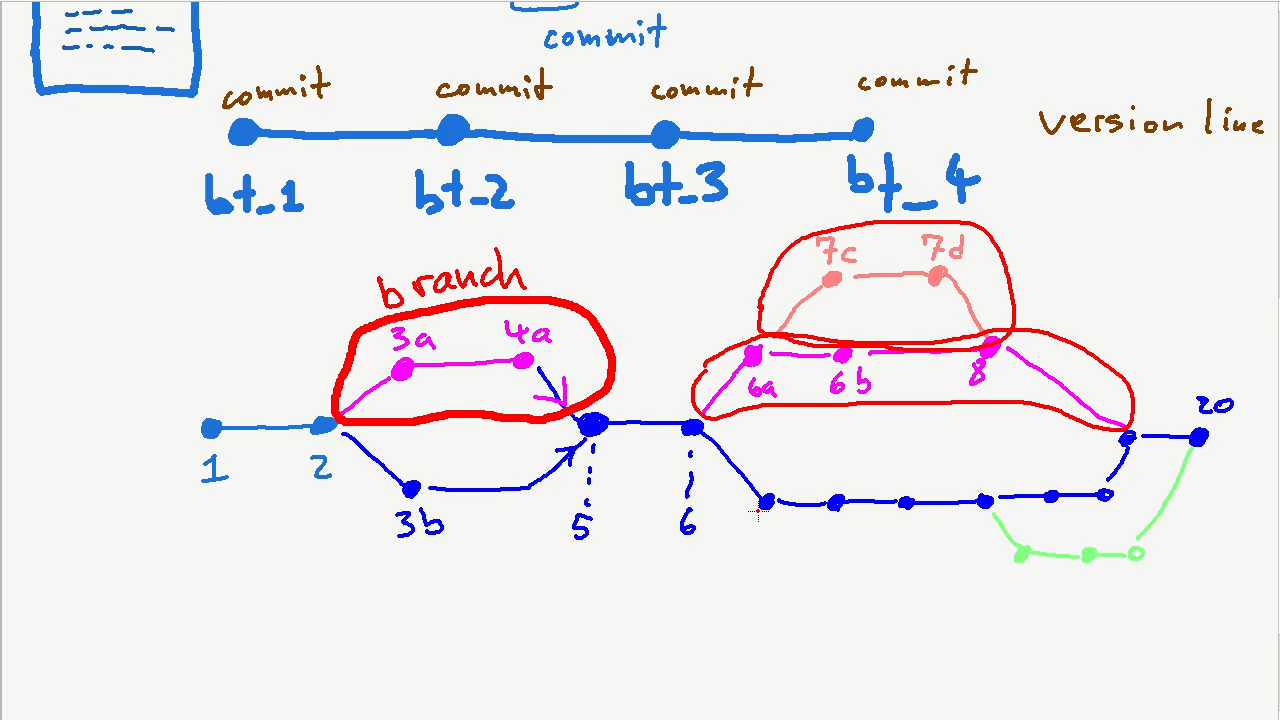 commit
commit commit commit commit
version line
bt_1 bt_2 bt_3 bt_4
7c 7d
branch
3a 4a
6a 6b 8
20
1 2
3b 5 6